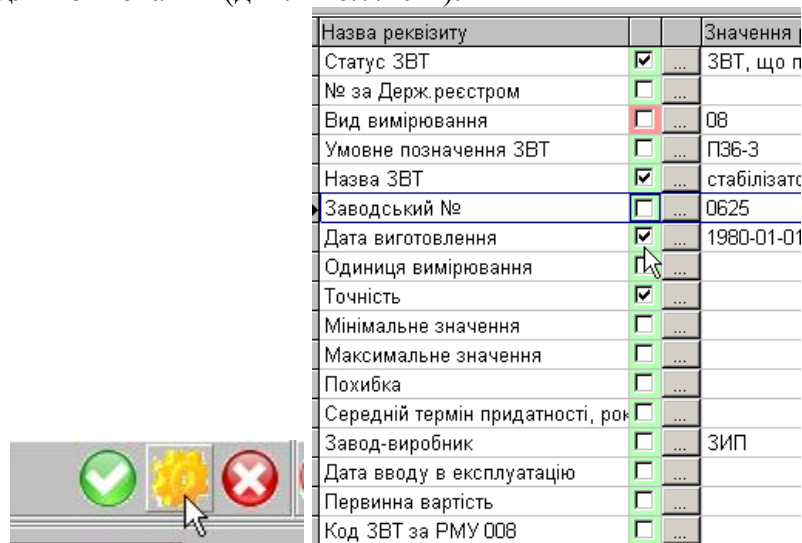 Назва реквізиту Значення
Статус ЗВТ ... ЗВТ, що
№ за Держ.реєстром ...
Вид вимірювання ... 08
Умовне позначення ЗВТ ... П36-3
Назва ЗВТ ... стабілізато
Заводський № ... 0625
Дата виготовлення ... 1980-01-01
Одиниця вимірювання ...
Точність ...
Мінімальне значення ...
Максимальне значення ...
Похибка ...
Середній термін придатності, рок ...
Завод-виробник ... ЗИП
Дата вводу в експлуатацію ...
Первинна вартість ...
Код ЗВТ за РМУ 008 ...